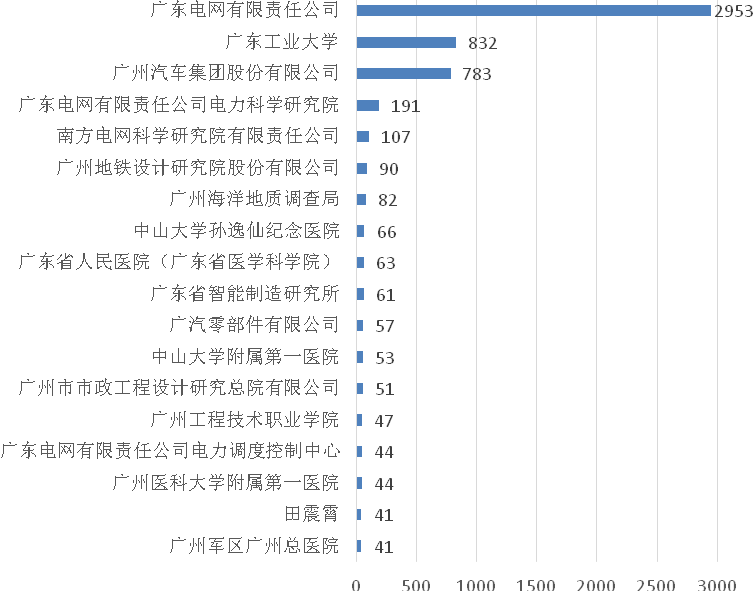 广东电网有限责任公司 2953
广东工业大学 832
广州汽车集团股份有限公司 783
广东电网有限责任公司电力科学研究院 191
南方电网科学研究院有限责任公司 107
广州地铁设计研究院股份有限公司 90
广州海洋地质调查局 82
中山大学孙逸仙纪念医院 66
广东省人民医院（广东省医学科学院） 63
广东省智能制造研究所 61
广汽零部件有限公司 57
中山大学附属第一医院 53
广州市市政工程设计研究总院有限公司 51
广州工程技术职业学院 47
广东电网有限责任公司电力调度控制中心 44
广州医科大学附属第一医院 44
田震霄 41
广州军区广州总医院 41
0 500 1000 1500 2000 2500 3000